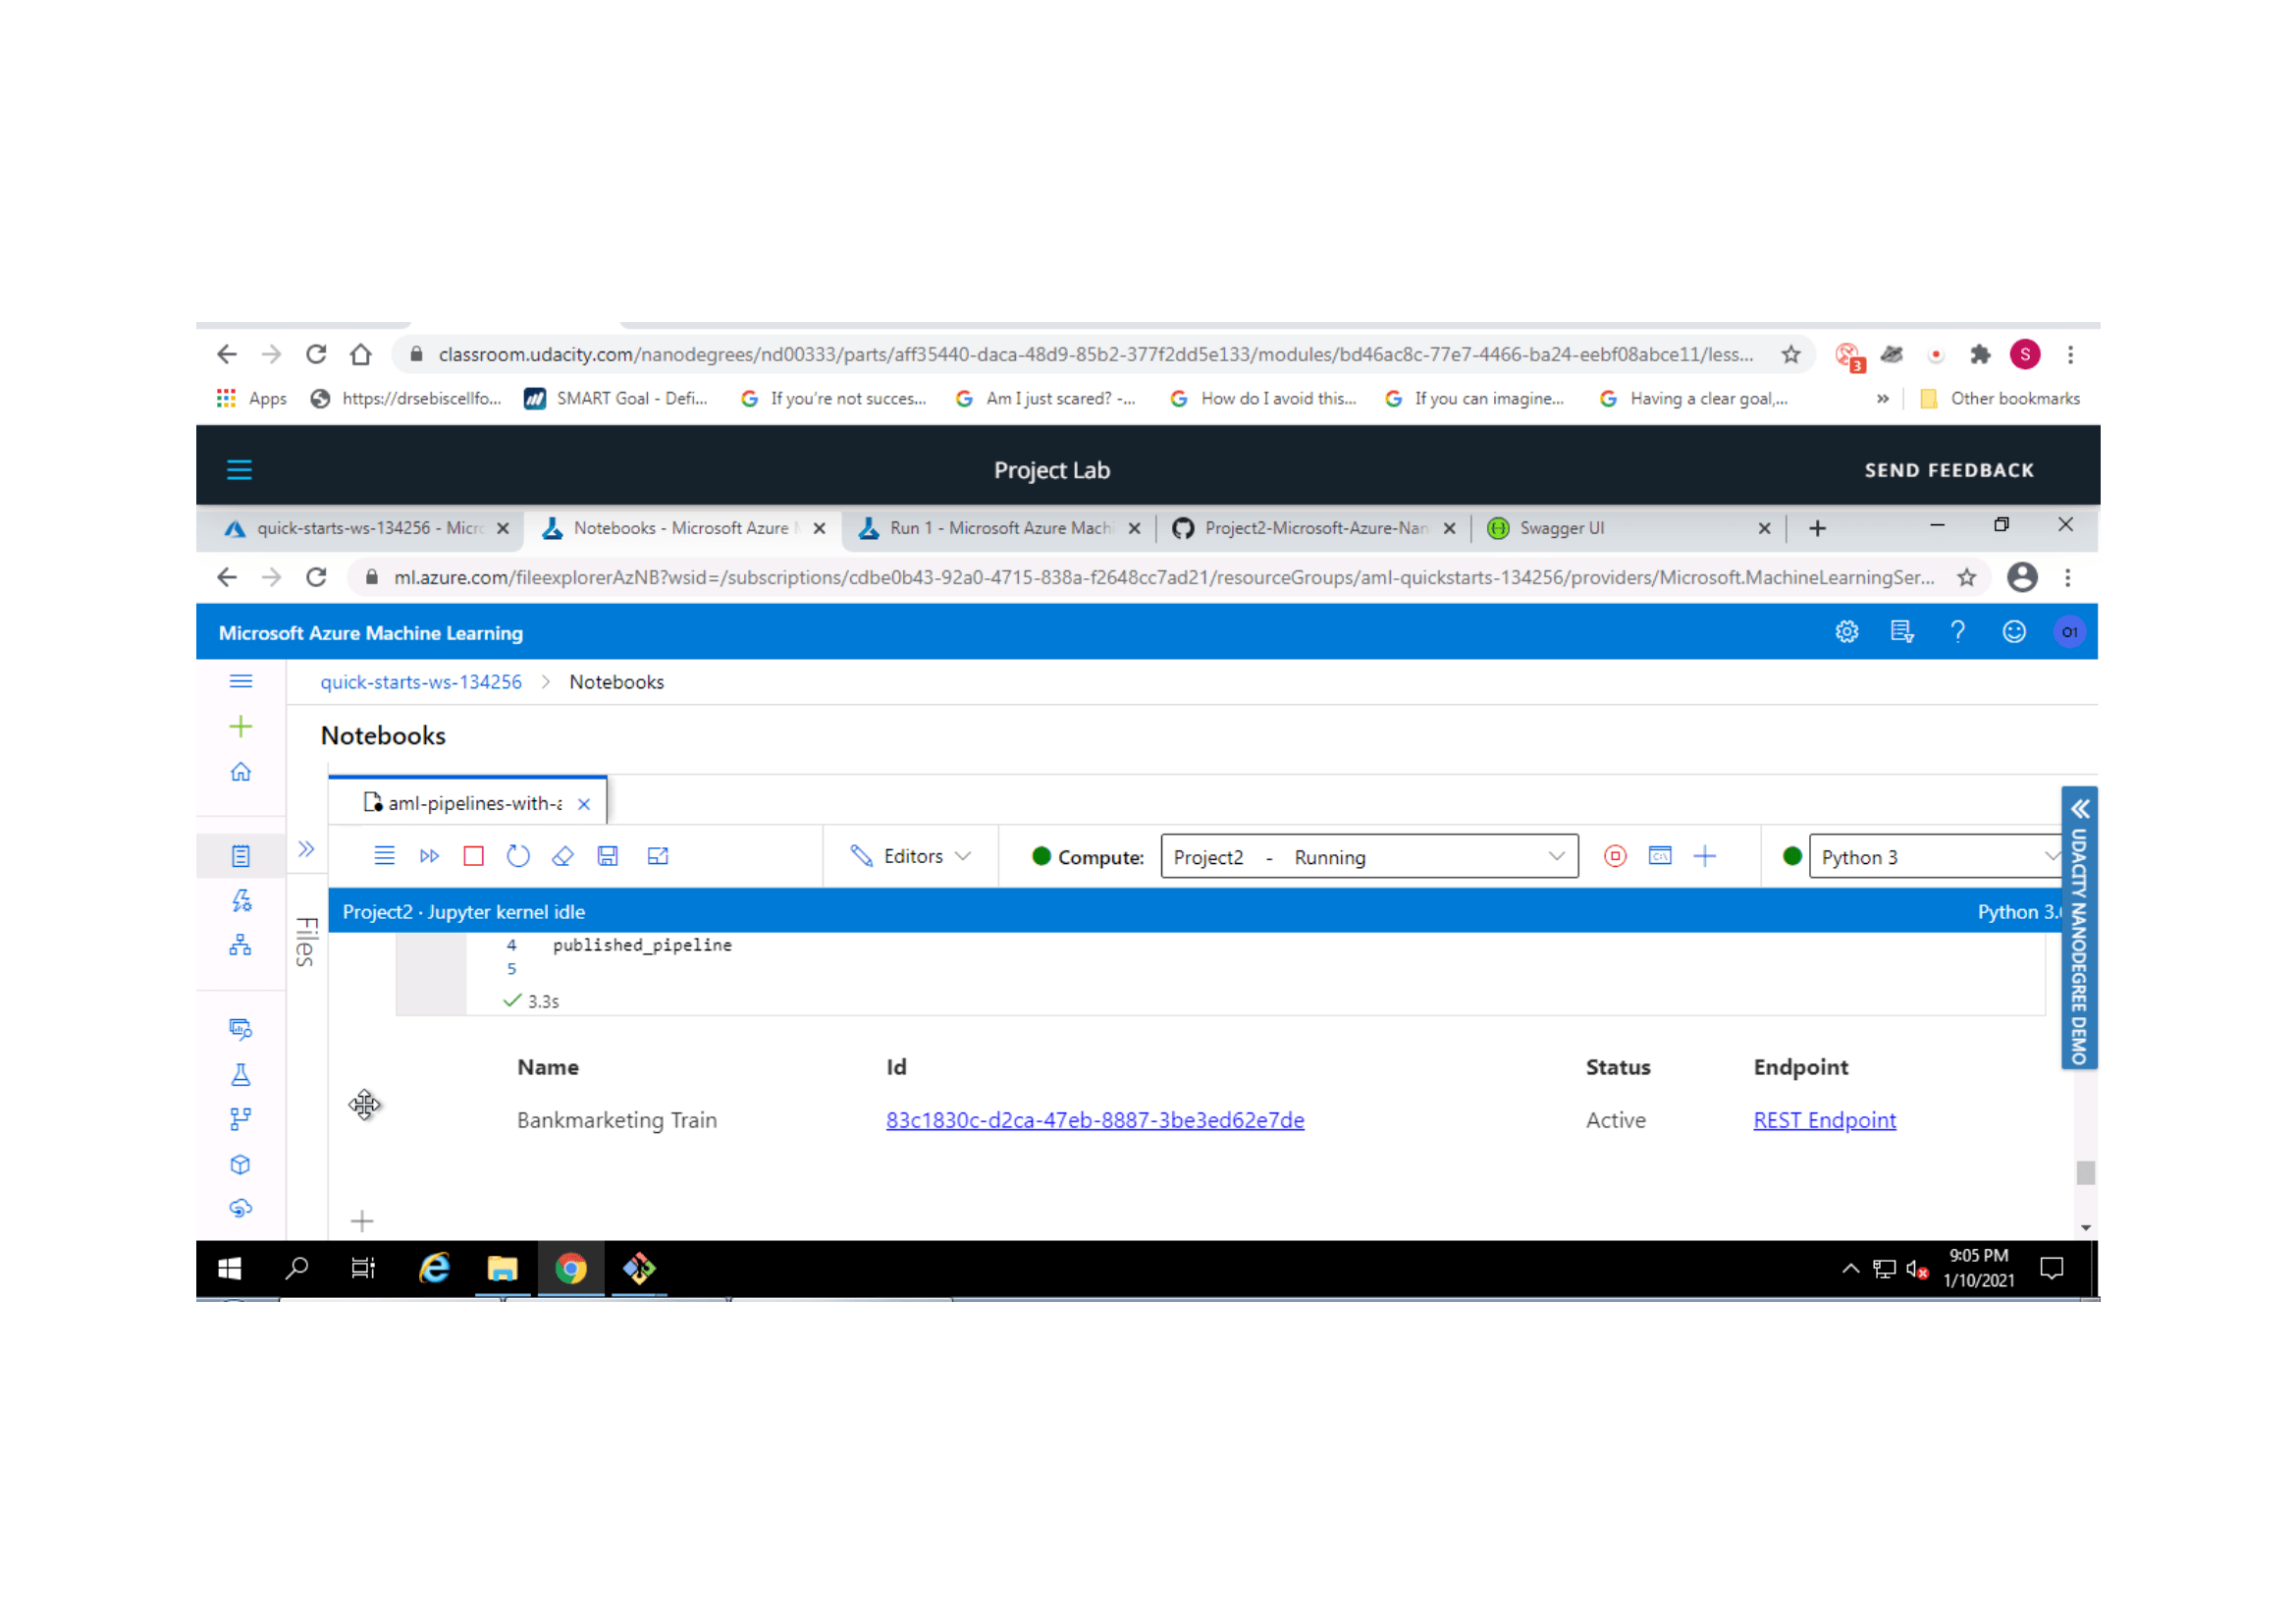 classroom.udacity.com/nanodegrees/nd00333/parts/aff35440-daca-48d9-85b2-377f2dd5e133/modules/bd46ac8c-77e7-4466-ba24-eebf08abce11/less...
3
S
Apps https://drsebiscellfo... SMART Goal - Defi... If you're not succes... Am I just scared? -... How do I avoid this... If you can imagine... Having a clear goal,... » Other bookmarks
Project Lab SEND FEEDBACK
quick-starts-ws-134256 - Micro Notebooks - Microsoft Azure M Run 1 - Microsoft Azure Machi Project2-Microsoft-Azure-Nan Swagger UI
ml.azure.com/fileexplorerAzNB?wsid=/subscriptions/cdbe0b43-92a0-4715-838a-f2648cc7ad21/resourceGroups/aml-quickstarts-134256/providers/Microsoft.MachineLearningSer...
Microsoft Azure Machine Learning O1
quick-starts-ws-134256 > Notebooks
Notebooks
aml-pipelines-with-a
Editors Compute: Project2 - Running Python 3
Project2 · Jupyter kernel idle Python 3.
Files
UDACITY NANODEGREE DEMO
4 published_pipeline
5
3.3s
Name Id Status Endpoint
Bankmarketing Train 83c1830c-d2ca-47eb-8887-3be3ed62e7de Active REST Endpoint
9:05 PM
1/10/2021